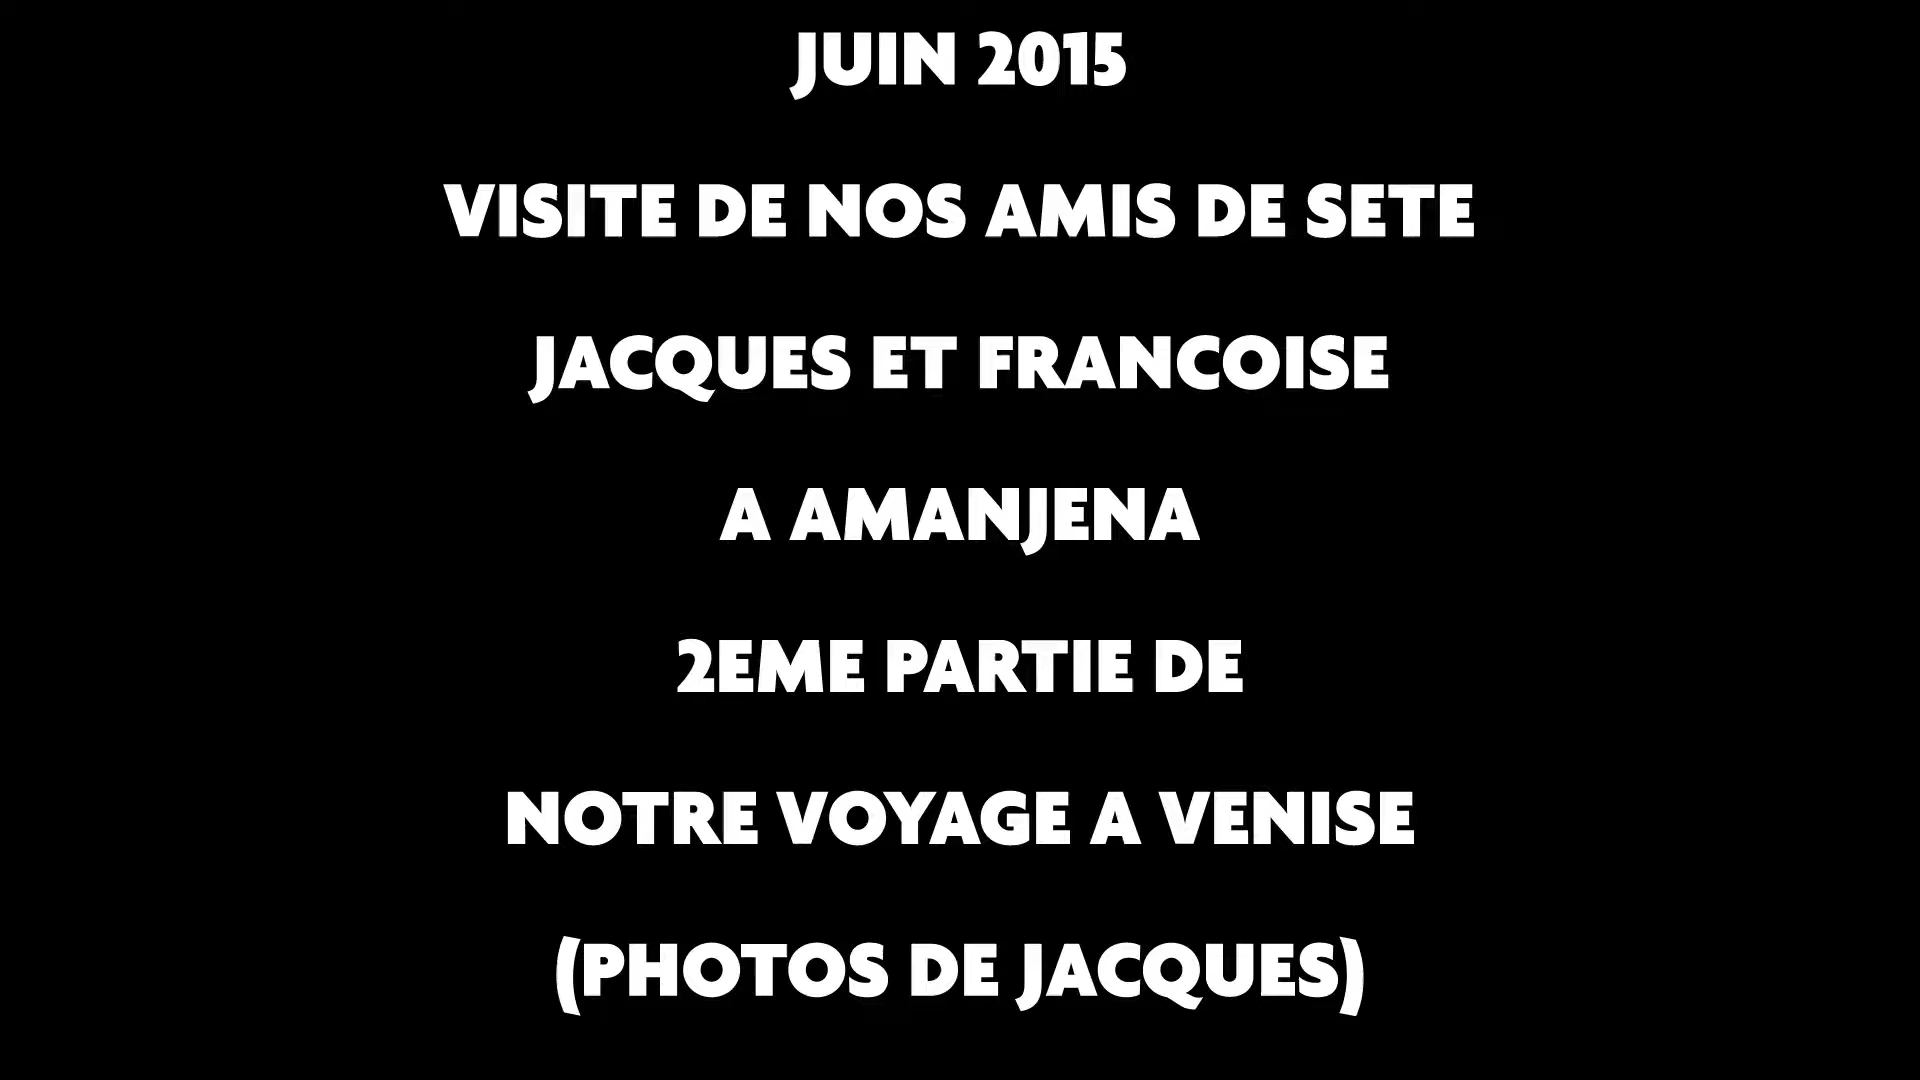 JUIN 2015
VISITE DE NOS AMIS DE SETE
JACQUES ET FRANCOISE
A AMANJENA
2EME PARTIE DE
NOTRE VOYAGE A VENISE
(PHOTOS DE JACQUES)